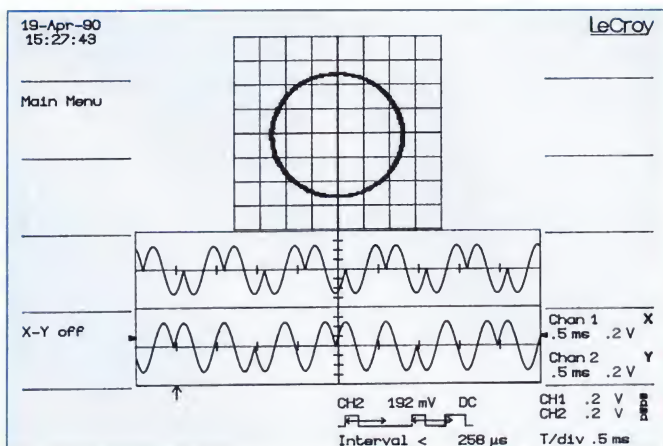 19-Apr-90
15:27:43
LeCroy
Main Menu
X-Y off
Chan 1 X
.5 ms .2 V
Chan 2 Y
.5 ms .2 V
CH2 192 mV DC
CH1 .2 V
CH2 .2 V
Interval < 258 µs
T/div .5 ms